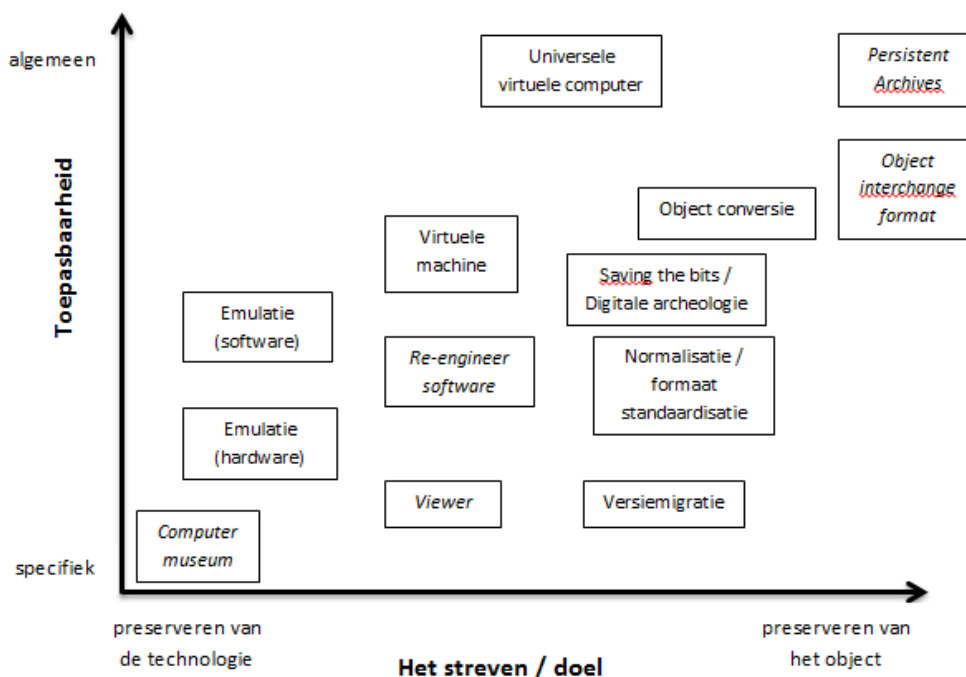 algemeen
Universele
virtuele computer
Persistent
Archives
Object
interchange
format
Toepasbaarheid
Object conversie
Virtuele
machine
Saving the bits /
Digitale archeologie
Emulatie
(software)
Re-engineer
software
Normalisatie /
formaat
standaardisatie
Emulatie
(hardware)
Viewer
Versiemigratie
Computer
museum
specifiek
preserveren van
de technologie
Het streven / doel
preserveren van
het object